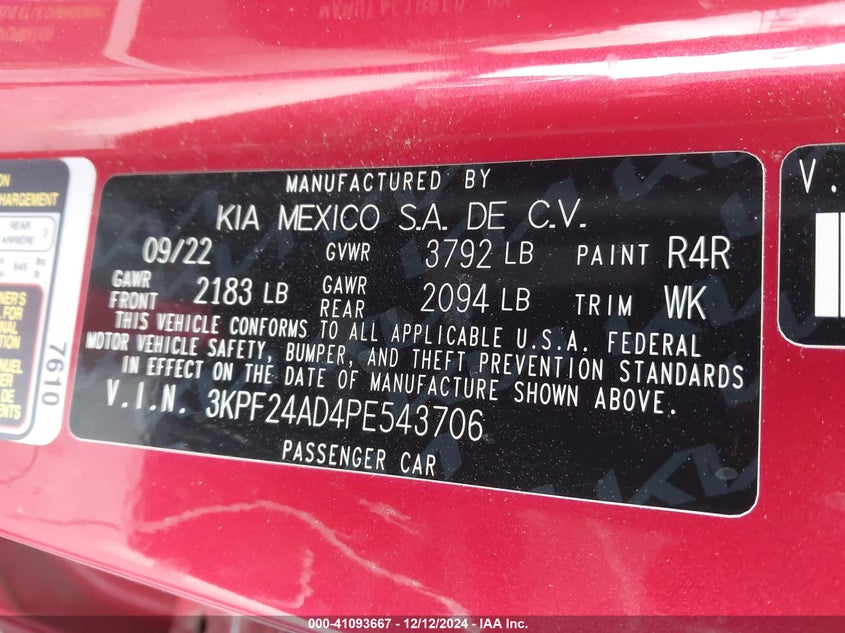 MANUFACTURED BY
KIA MEXICO S.A. DE C.V.
09/22 GVWR 3792 LB PAINT R4R
GAWR FRONT 2183 LB GAWR REAR 2094 LB TRIM WK
THIS VEHICLE CONFORMS TO ALL APPLICABLE U.S.A. FEDERAL
MOTOR VEHICLE SAFETY, BUMPER, AND THEFT PREVENTION STANDARDS
IN EFFECT ON THE DATE OF MANUFACTURE SHOWN ABOVE.
V.I.N. 3KPF24AD4PE543706
PASSENGER CAR
REAR 3
ARRIÈRE
7610
V.
000-41093667 - 12/12/2024 - IAA Inc.